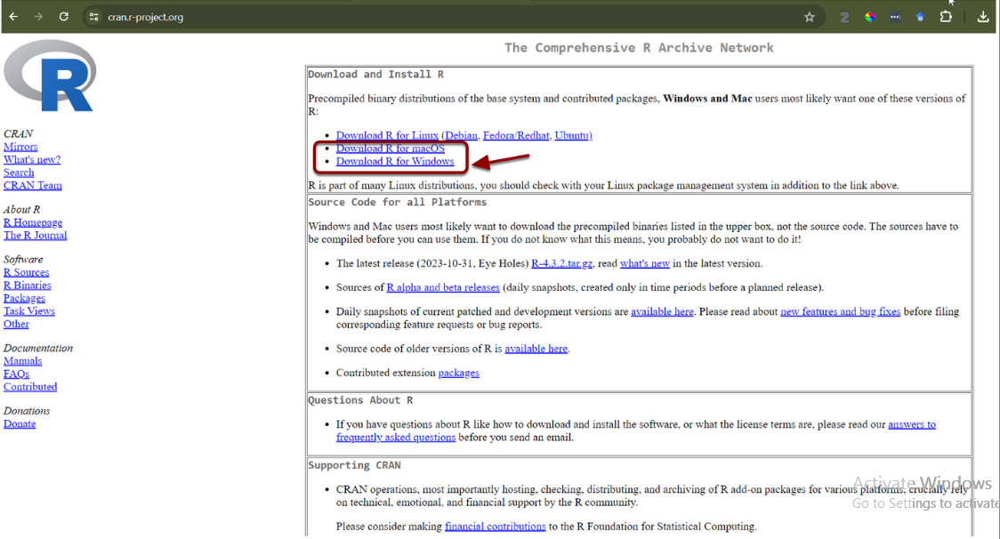 cran.r-project.org
The Comprehensive R Archive Network
R
CRAN
Mirrors
What's new?
Search
CRAN Team
About R
R Homepage
The R Journal
Software
R Sources
R Binaries
Packages
Task Views
Other
Documentation
Manuals
FAQs
Contributed
Donations
Donate
Download and Install R
Precompiled binary distributions of the base system and contributed packages, Windows and Mac users most likely want one of these versions of
R:
• Download R for Linux (Debian, Fedora/Redhat, Ubuntu)
• Download R for macOS
• Download R for Windows
R is part of many Linux distributions, you should check with your Linux package management system in addition to the link above.
Source Code for all Platforms
Windows and Mac users most likely want to download the precompiled binaries listed in the upper box, not the source code. The sources have to
be compiled before you can use them. If you do not know what this means, you probably do not want to do it!
• The latest release (2023-10-31, Eye Holes) R-4.3.2.tar.gz, read what's new in the latest version.
• Sources of R alpha and beta releases (daily snapshots, created only in time periods before a planned release).
• Daily snapshots of current patched and development versions are available here. Please read about new features and bug fixes before filing
corresponding feature requests or bug reports.
• Source code of older versions of R is available here.
• Contributed extension packages
Questions About R
• If you have questions about R like how to download and install the software, or what the license terms are, please read our answers to
frequently asked questions before you send an email.
Supporting CRAN
• CRAN operations, most importantly hosting, checking, distributing, and archiving of R add-on packages for various platforms, crucially rely
on technical, emotional, and financial support by the R community.
Please consider making financial contributions to the R Foundation for Statistical Computing.
Activate Windows
Go to Settings to activate